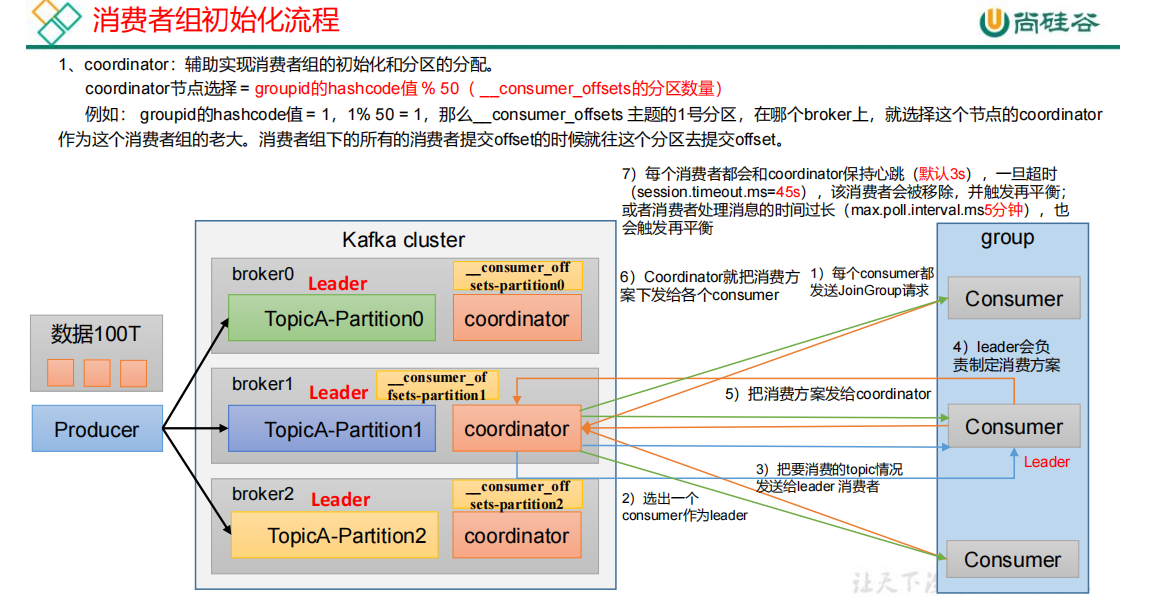 消费者组初始化流程
尚硅谷
1、coordinator：辅助实现消费者组的初始化和分区的分配。
coordinator节点选择 = groupid的hashcode值 % 50（ __consumer_offsets的分区数量）
例如： groupid的hashcode值 = 1，1% 50 = 1，那么__consumer_offsets 主题的1号分区，在哪个broker上，就选择这个节点的coordinator
作为这个消费者组的老大。消费者组下的所有的消费者提交offset的时候就往这个分区去提交offset。
7）每个消费者都会和coordinator保持心跳（默认3s），一旦超时
（session.timeout.ms=45s），该消费者会被移除，并触发再平衡；
或者消费者处理消息的时间过长（max.poll.interval.ms5分钟），也
会触发再平衡
Kafka cluster
group
broker0
Leader
__consumer_off
sets-partition0
TopicA-Partition0
coordinator
6）Coordinator就把消费方
案下发给各个consumer
1）每个consumer都
发送JoinGroup请求
Consumer
数据100T
Producer
broker1
Leader
__consumer_of
fsets-partition1
TopicA-Partition1
coordinator
4）leader会负
责制定消费方案
5）把消费方案发给coordinator
Consumer
Leader
3）把要消费的topic情况
发送给leader 消费者
2）选出一个
consumer作为leader
broker2
Leader
__consumer_off
sets-partition2
TopicA-Partition2
coordinator
Consumer
让天下没